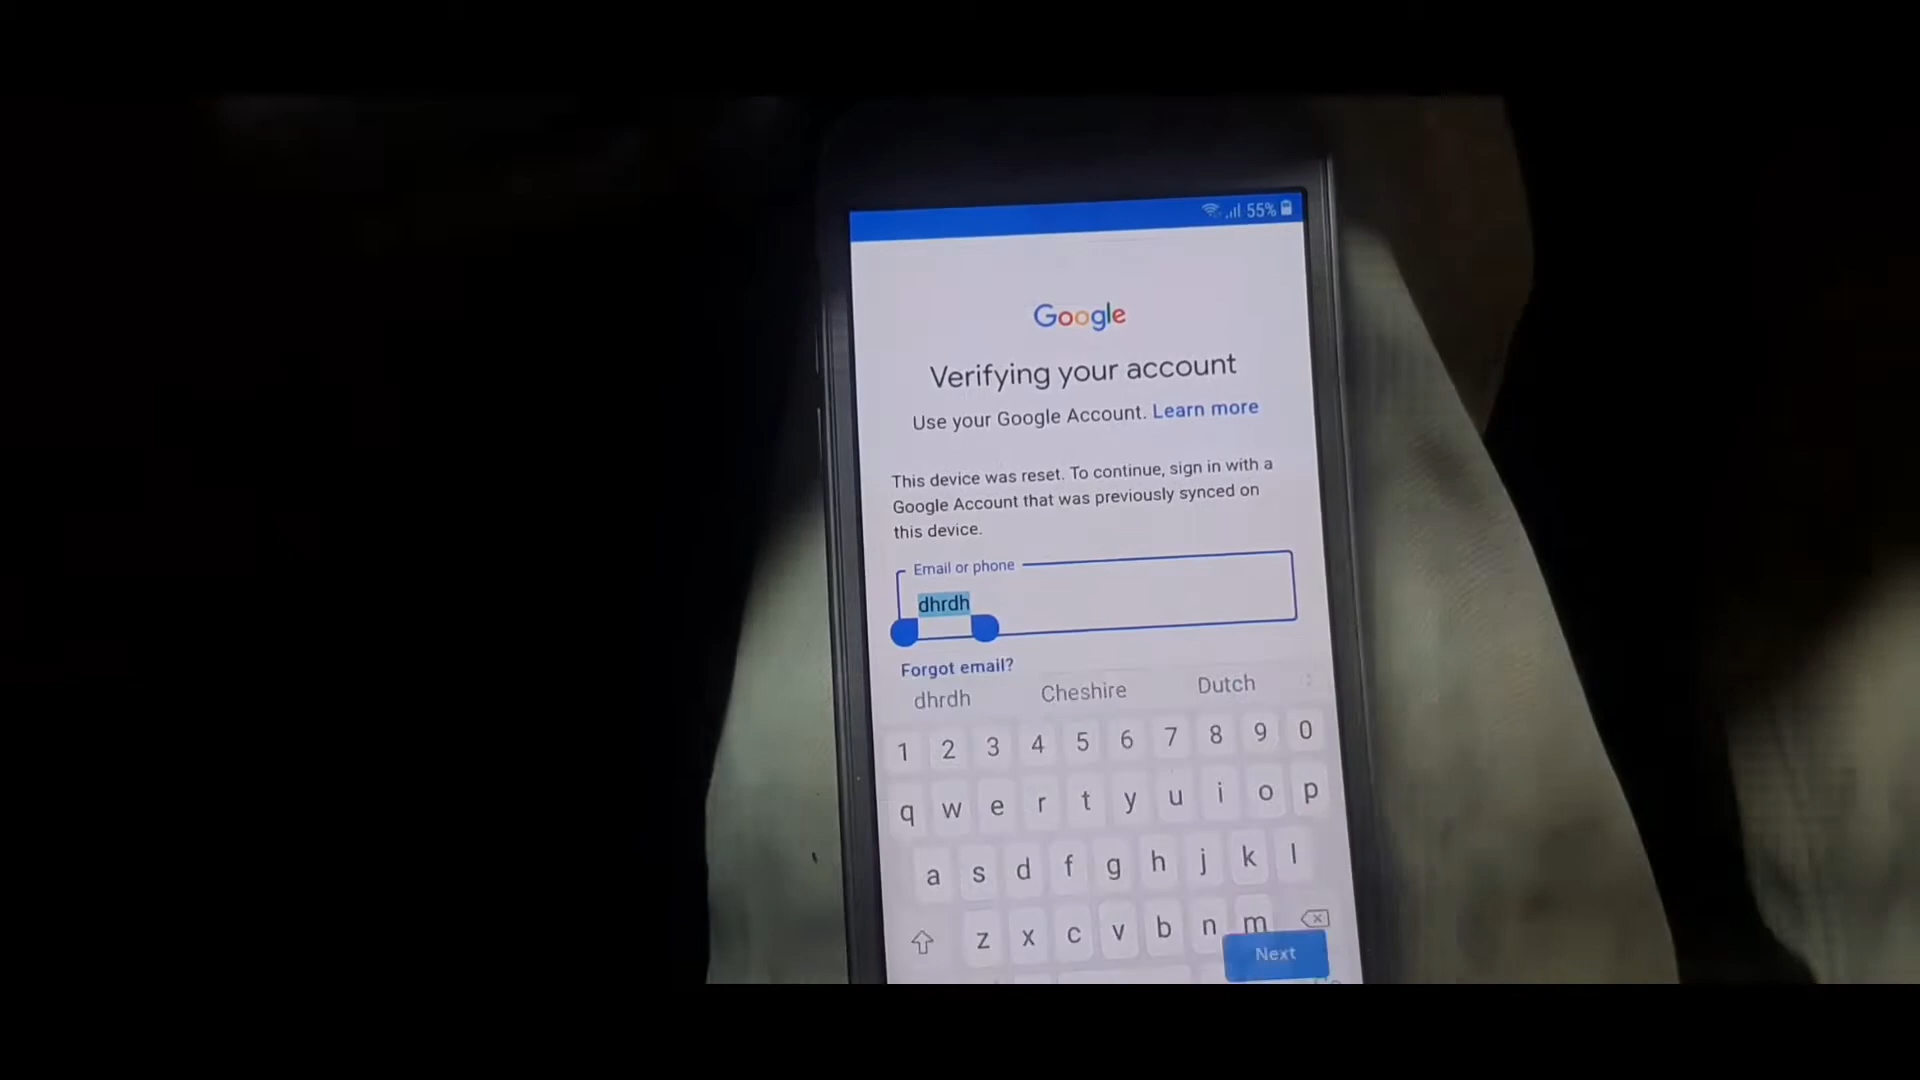 55%
Google
Verifying your account
Use your Google Account. Learn more
This device was reset. To continue, sign in with a
Google Account that was previously synced on
this device.
Email or phone
dhrdh
Forgot email?
dhrdh Cheshire Dutch
1 2 3 4 5 6 7 8 9 0
q w e r t y u i o p
a s d f g h j k l
z x c v b n m
Next